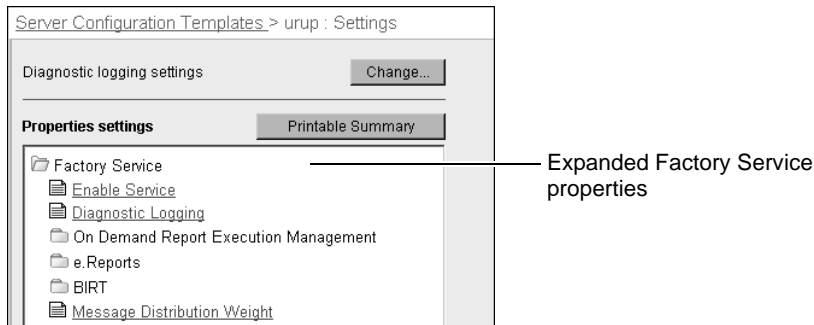 Server Configuration Templates > urup : Settings
Diagnostic logging settings
Change...
Properties settings
Printable Summary
Factory Service
Enable Service
Diagnostic Logging
On Demand Report Execution Management
e.Reports
BIRT
Message Distribution Weight
Expanded Factory Service
properties